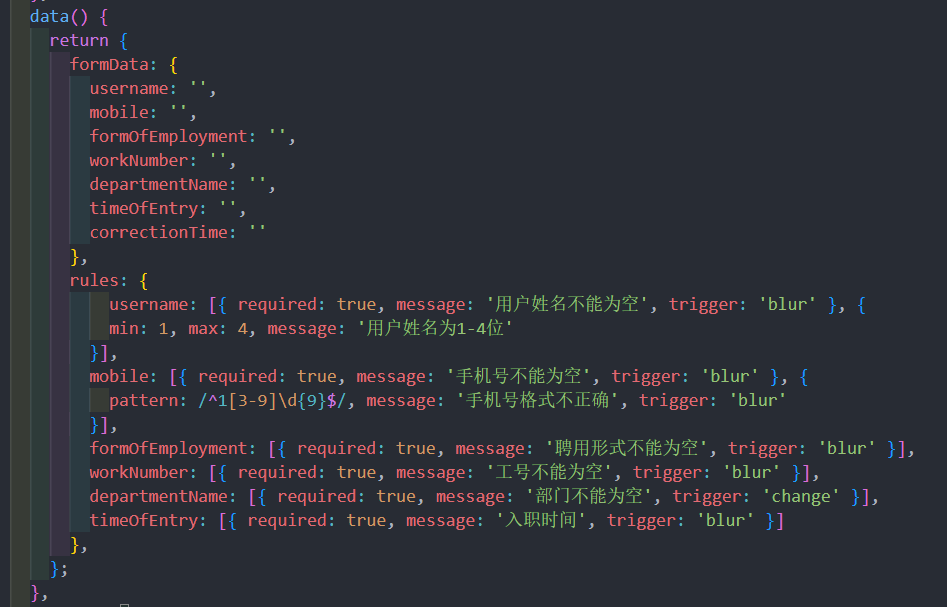 data() {
return {
formData: {
username: '',
mobile: '',
formOfEmployment: '',
workNumber: '',
departmentName: '',
timeOfEntry: '',
correctionTime: ''
},
rules: {
username: [{ required: true, message: '用户姓名不能为空', trigger: 'blur' }, {
min: 1, max: 4, message: '用户姓名为1-4位'
}],
mobile: [{ required: true, message: '手机号不能为空', trigger: 'blur' }, {
pattern: /^1[3-9]\d{9}$/, message: '手机号格式不正确', trigger: 'blur'
}],
formOfEmployment: [{ required: true, message: '聘用形式不能为空', trigger: 'blur' }],
workNumber: [{ required: true, message: '工号不能为空', trigger: 'blur' }],
departmentName: [{ required: true, message: '部门不能为空', trigger: 'change' }],
timeOfEntry: [{ required: true, message: '入职时间', trigger: 'blur' }]
},
};
},